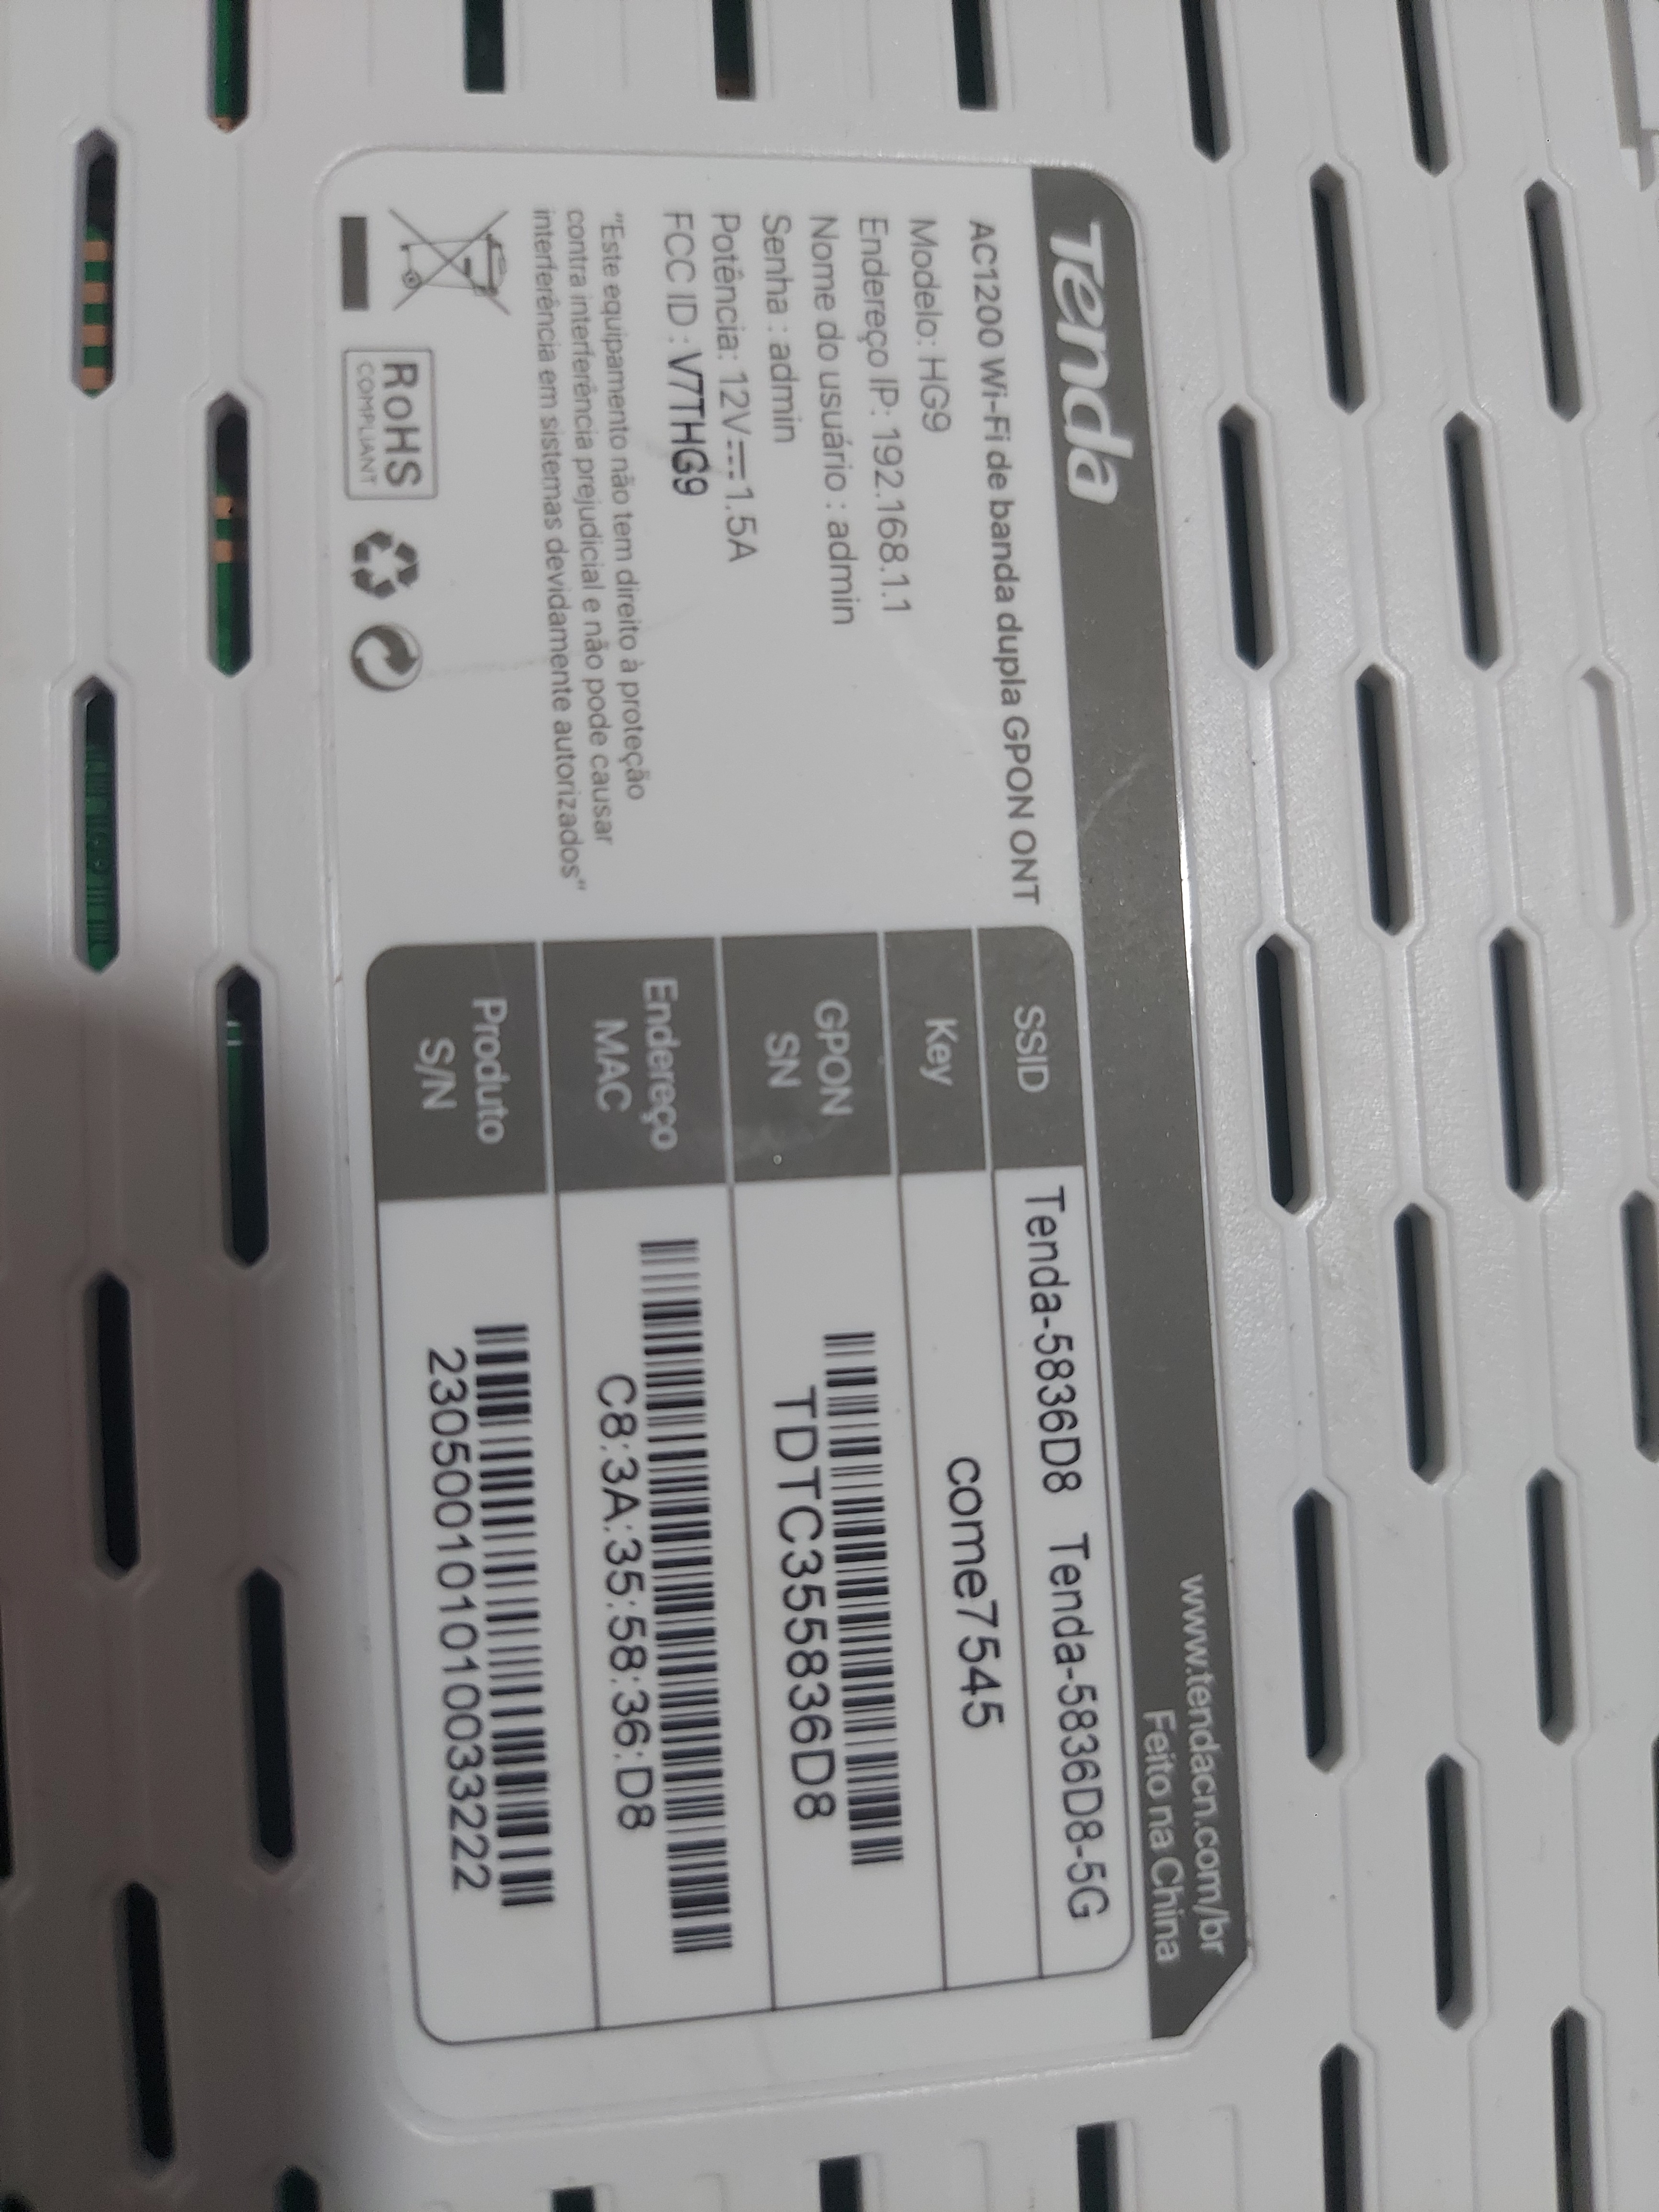 Tenda
www.tendacn.com/br
Feito na China
AC1200 Wi-Fi de banda dupla GPON ONT
Modelo: HG9
Endereço IP: 192.168.1.1
Nome do usuário : admin
Senha : admin
Potência: 12V⎓1.5A
FCC ID : V7THG9
"Este equipamento não tem direito à proteção
contra interferência prejudicial e não pode causar
interferência em sistemas devidamente autorizados"
RoHS
COMPLIANT
SSID Tenda-5836D8 Tenda-5836D8-5G
Key come7545
GPON
SN
TDTC355836D8
Endereço
MAC
C8:3A:35:58:36:D8
Produto
S/N
2305001010101003322​2